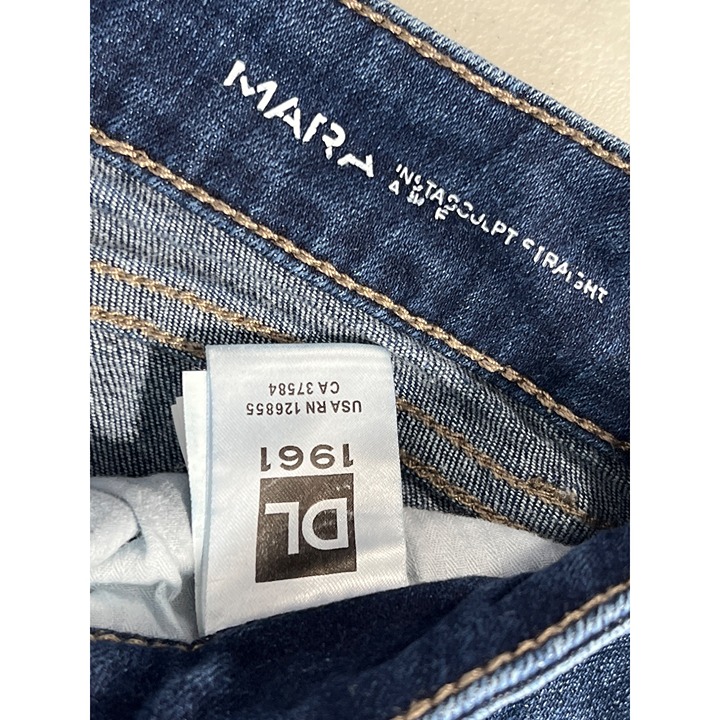 MARA
INSTASCULPT STRAIGHT
DL
1961
USA RN 126855
CA 37584